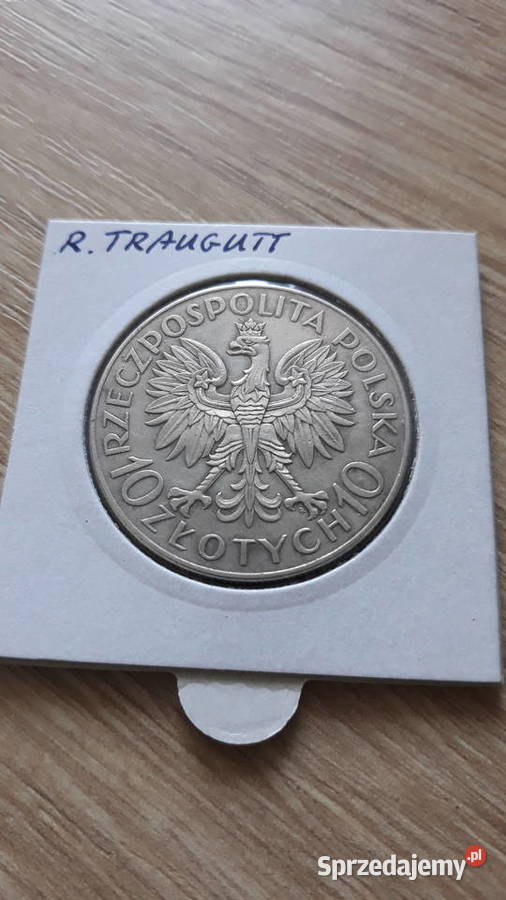 R. TRAUGUTT
RZECZPOSPOLITA POLSKA
10 ZŁOTYCH 10
Sprzedajemy.pl